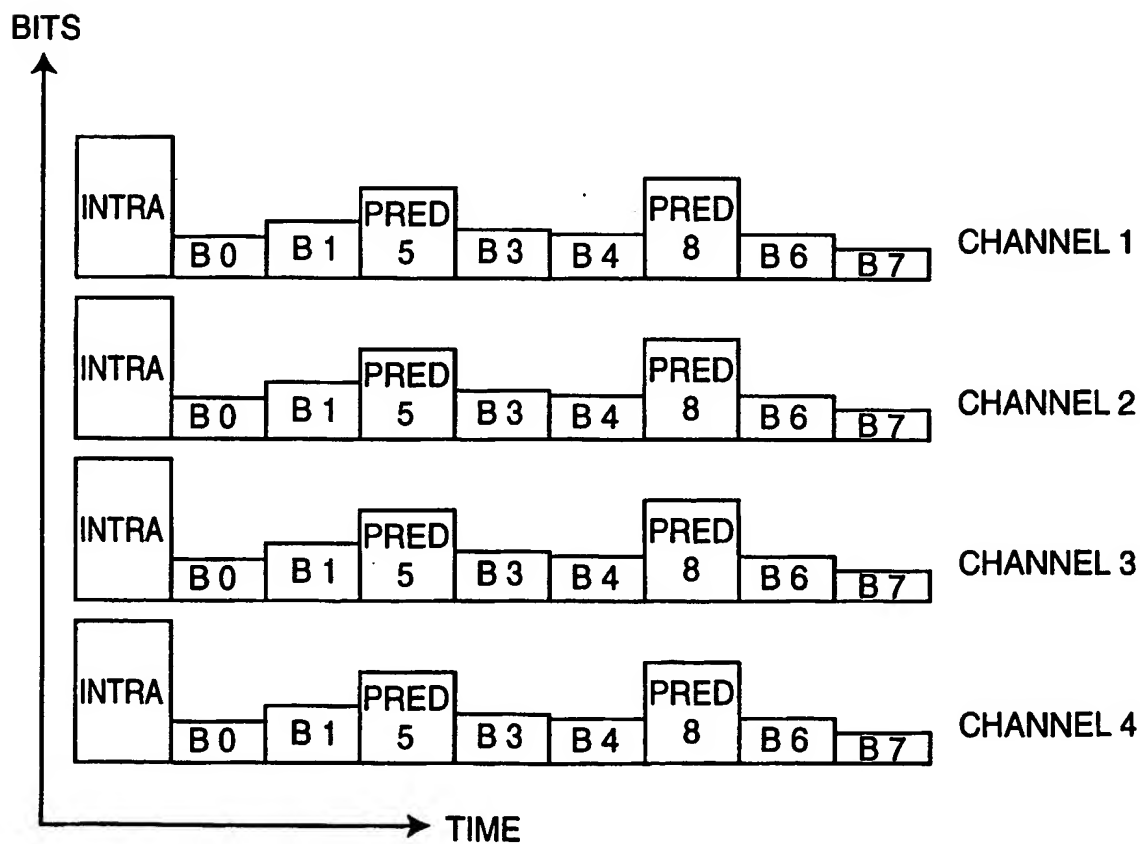 BITS
INTRA B 0 B 1 PRED 5 B 3 B 4 PRED 8 B 6 B 7 CHANNEL 1
INTRA B 0 B 1 PRED 5 B 3 B 4 PRED 8 B 6 B 7 CHANNEL 2
INTRA B 0 B 1 PRED 5 B 3 B 4 PRED 8 B 6 B 7 CHANNEL 3
INTRA B 0 B 1 PRED 5 B 3 B 4 PRED 8 B 6 B 7 CHANNEL 4
TIME